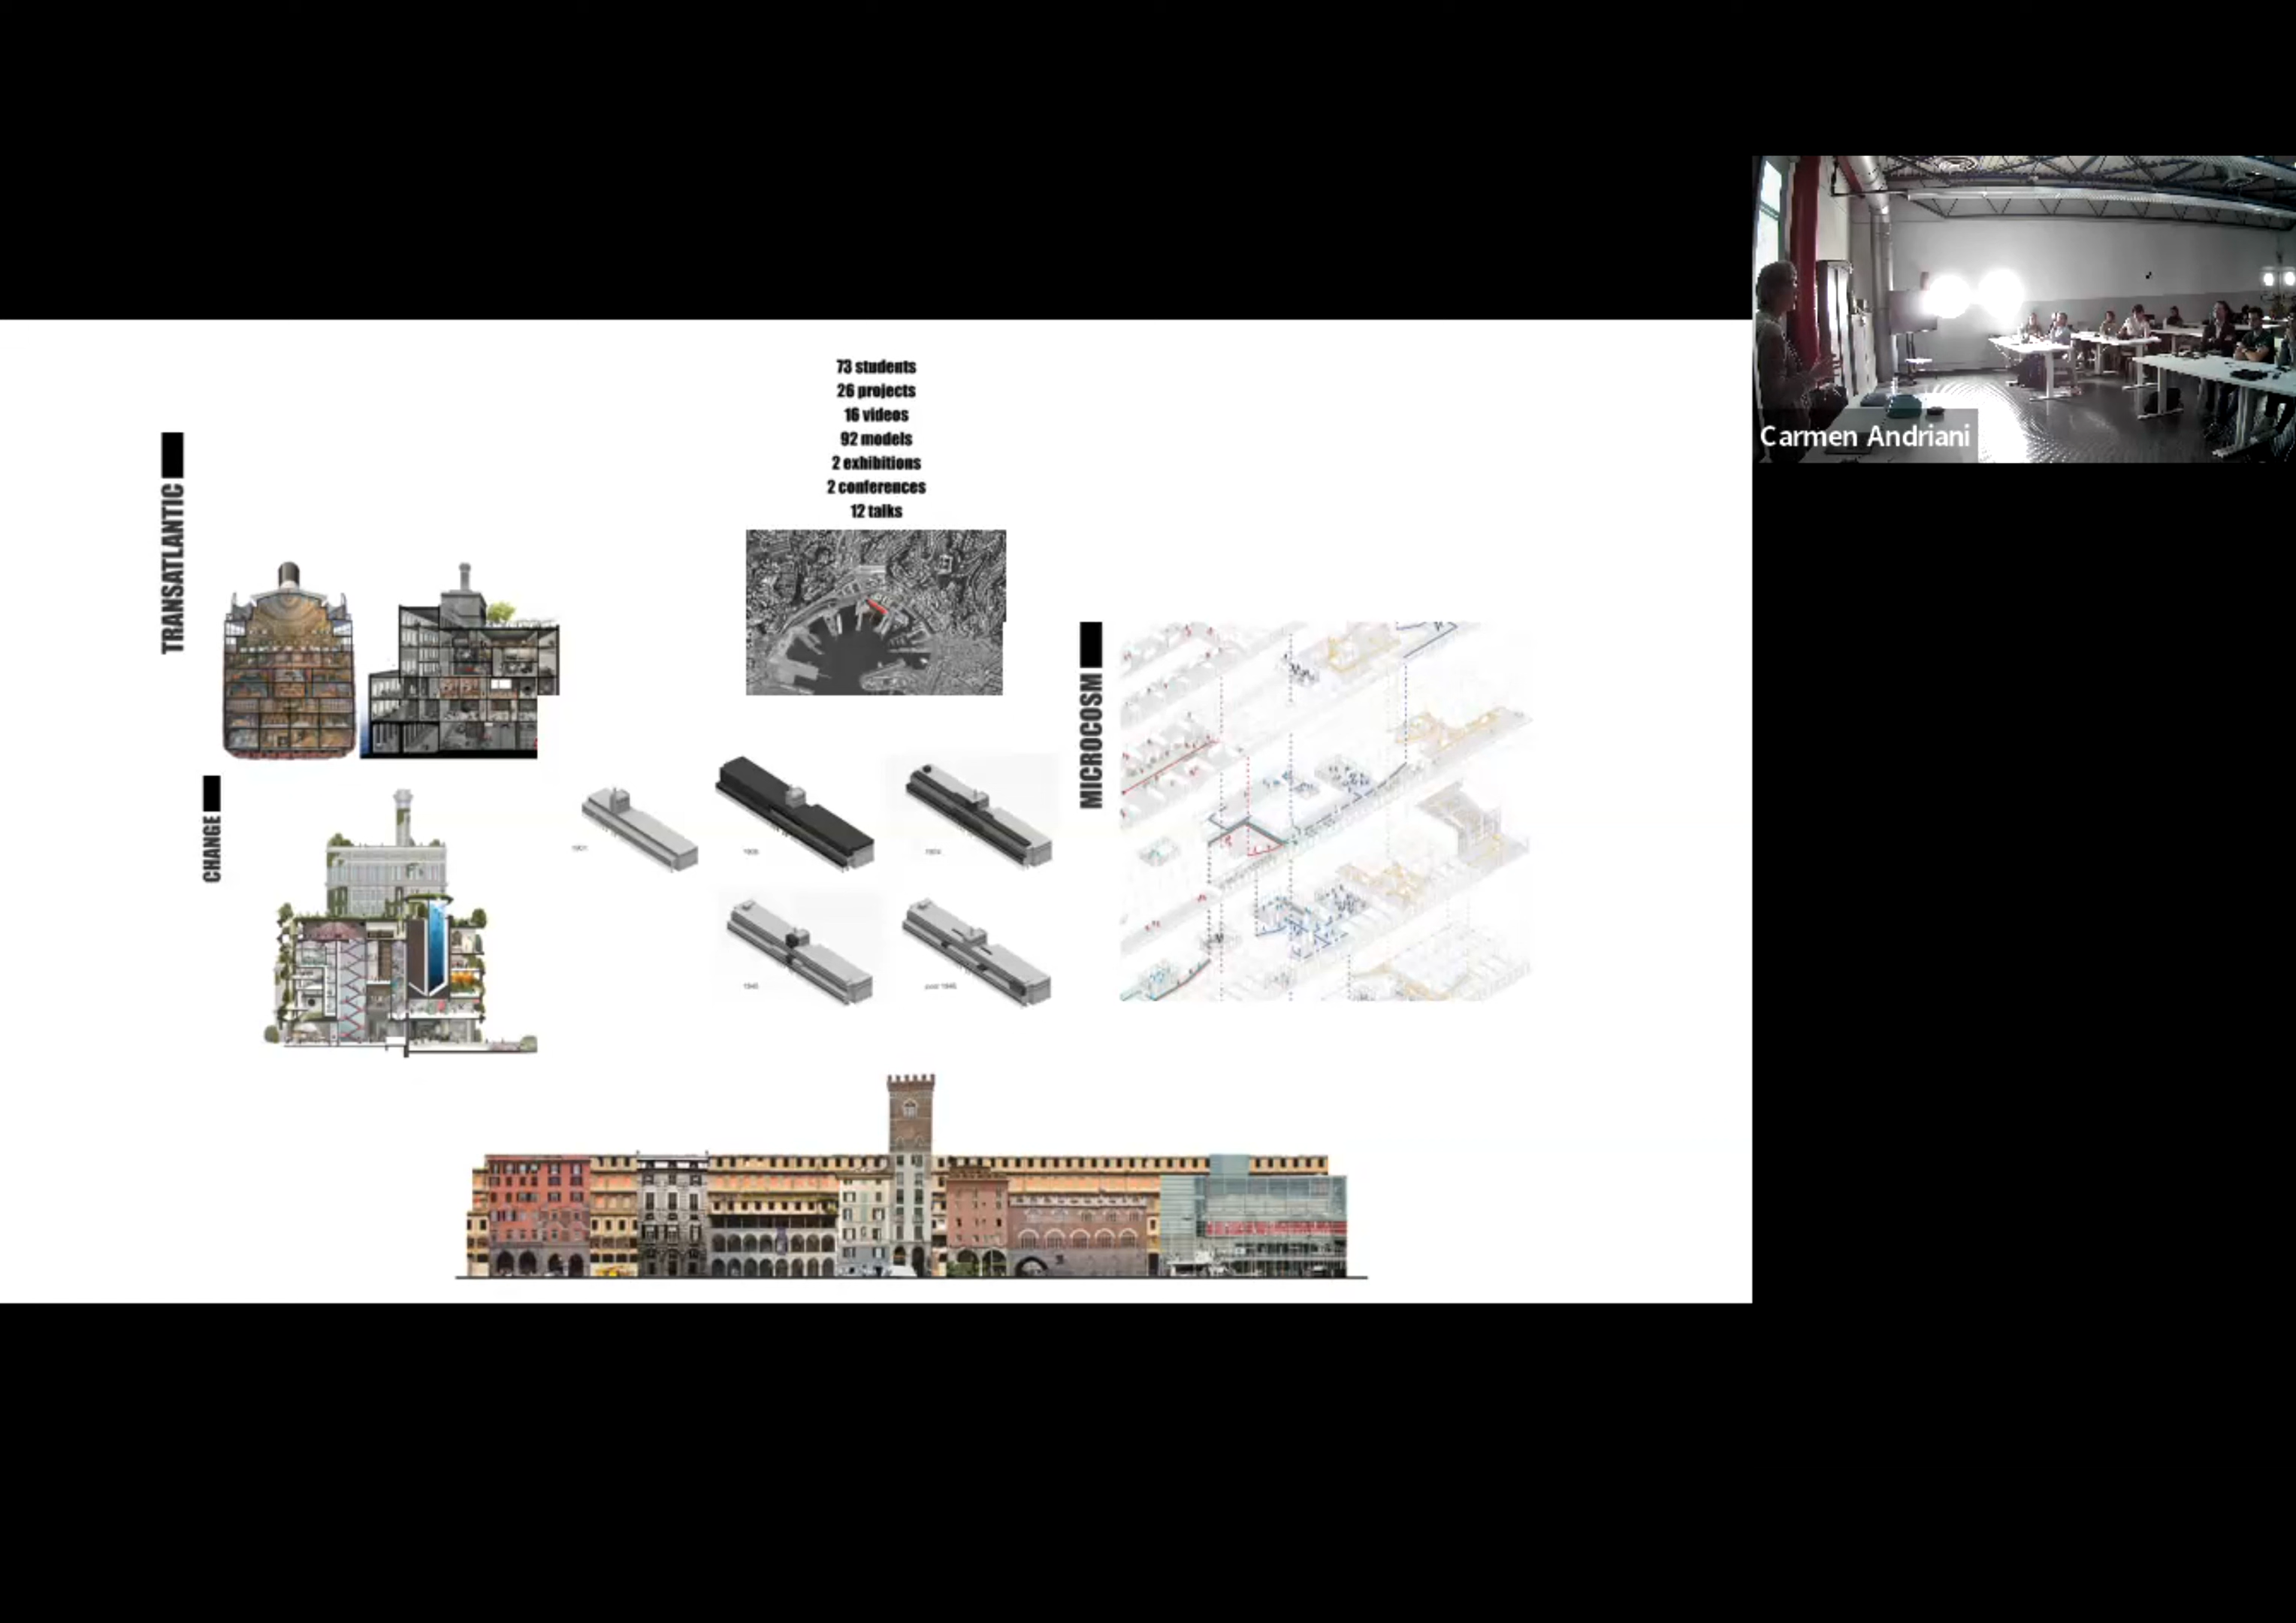 73 students
26 projects
16 videos
92 models
2 exhibitions
2 conferences
12 talks
TRANSATLANTIC
CHANGE
MICROCOSM
1901
Carmen Andriani